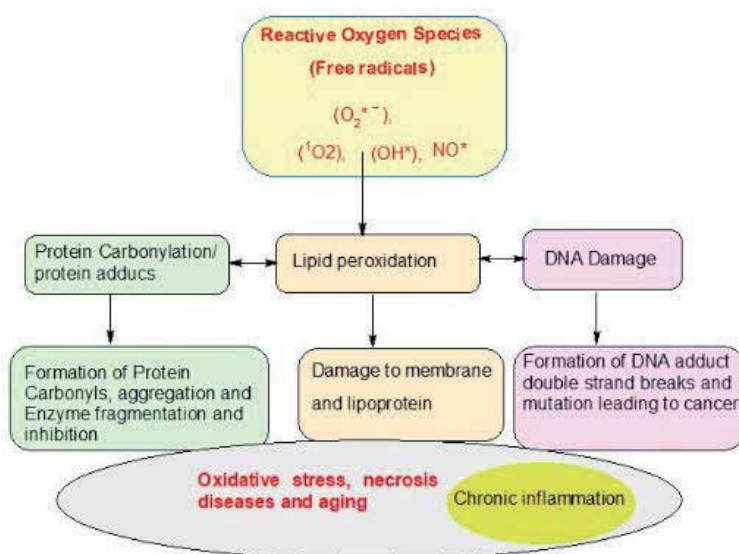 Reactive Oxygen Species
(Free radicals)
(O₂*⁻),
(¹O2), (OH*), NO*
Protein Carbonylation/
protein adducs
Lipid peroxidation
DNA Damage
Formation of Protein
Carbonyls, aggregation and
Enzyme fragmentation and
inhibition
Damage to membrane
and lipoprotein
Formation of DNA adduct
double strand breaks and
mutation leading to cancer
Oxidative stress, necrosis
diseases and aging
Chronic inflammation